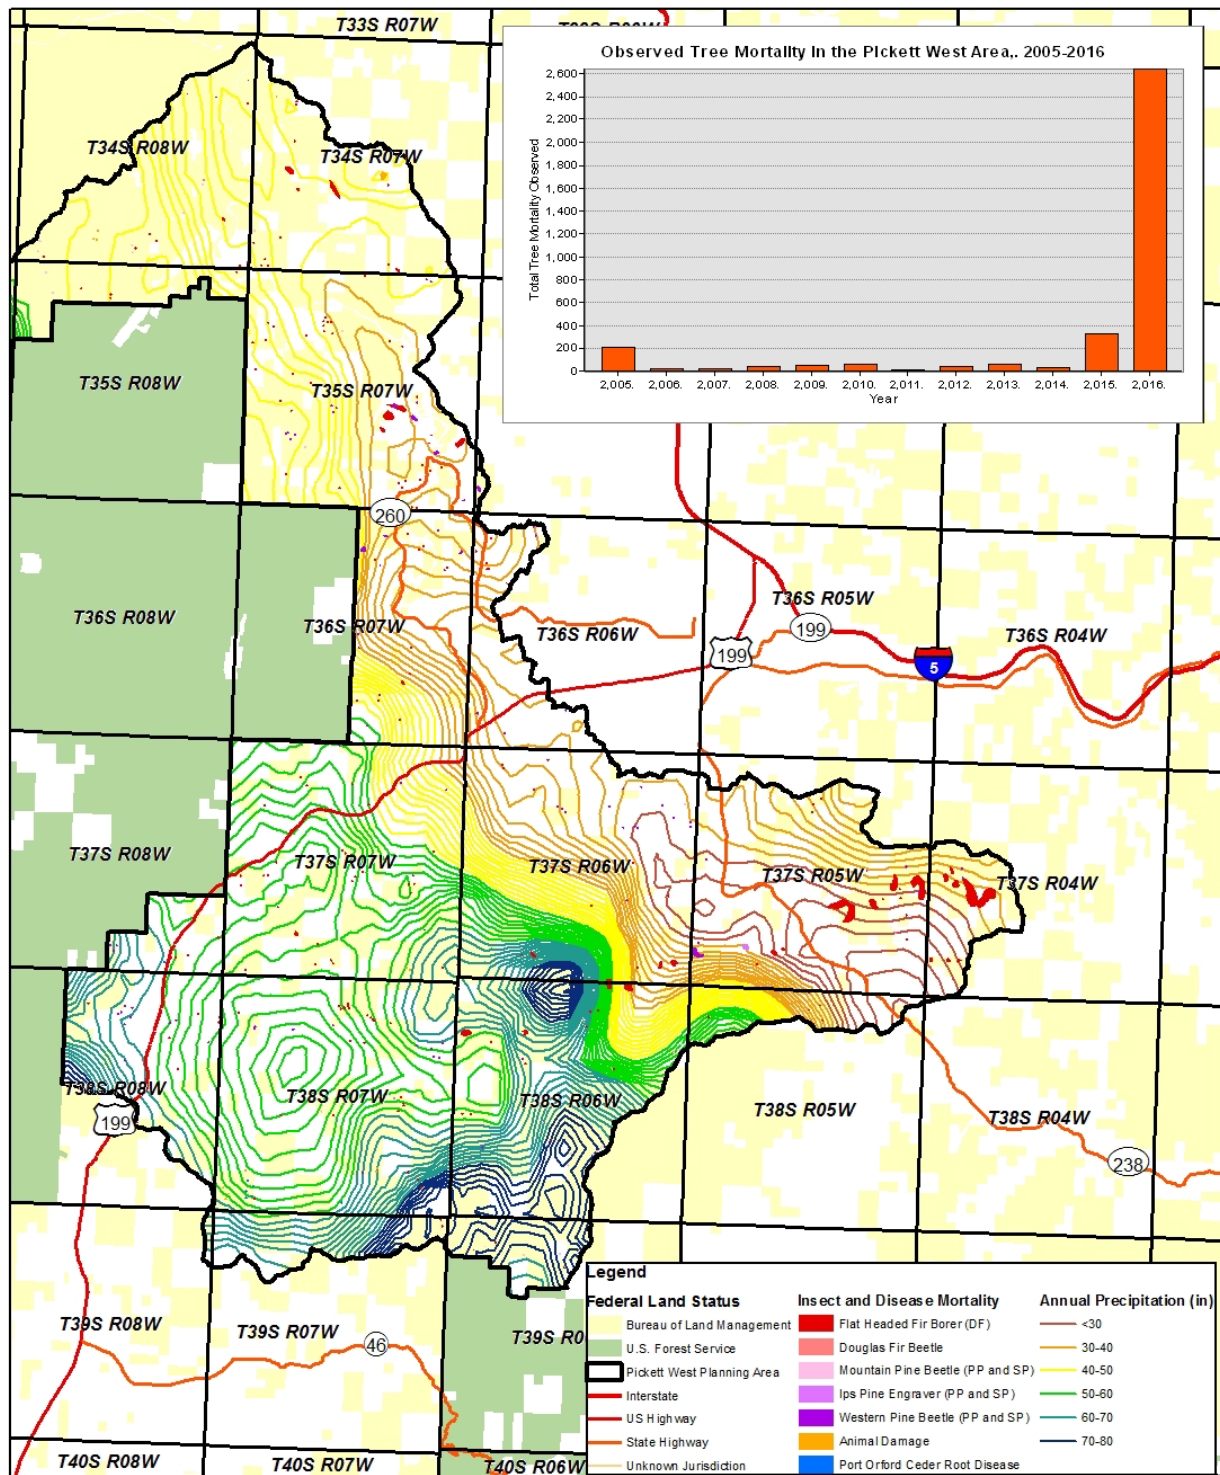 T33S R07W
Observed Tree Mortality In the Pickett West Area,. 2005-2016
Total Tree Mortality Observed
2,600
2,400
2,200
2,000
1,800
1,600
1,400
1,200
1,000
800
600
400
200
0
2,005. 2,006. 2,007. 2,008. 2,009. 2,010. 2,011. 2,012. 2,013. 2,014. 2,015. 2,016.
Year
T34S R08W
T34S R07W
T35S R08W
T35S R07W
260
T36S R08W
T36S R07W
T36S R06W
T36S R05W
T36S R04W
199
199
5
T37S R08W
T37S R07W
T37S R06W
T37S R05W
T37S R04W
T38S R08W
T38S R07W
T38S R06W
T38S R05W
T38S R04W
199
238
T39S R08W
T39S R07W
T39S R0
46
T40S R08W
T40S R07W
T40S R06W
Legend
Federal Land Status
Bureau of Land Management
U.S. Forest Service
Pickett West Planning Area
Interstate
US Highway
State Highway
Unknown Jurisdiction
Insect and Disease Mortality
Flat Headed Fir Borer (DF)
Douglas Fir Beetle
Mountain Pine Beetle (PP and SP)
Ips Pine Engraver (PP and SP)
Western Pine Beetle (PP and SP)
Animal Damage
Port Orford Ceder Root Disease
Annual Precipitation (in)
<30
30-40
40-50
50-60
60-70
70-80